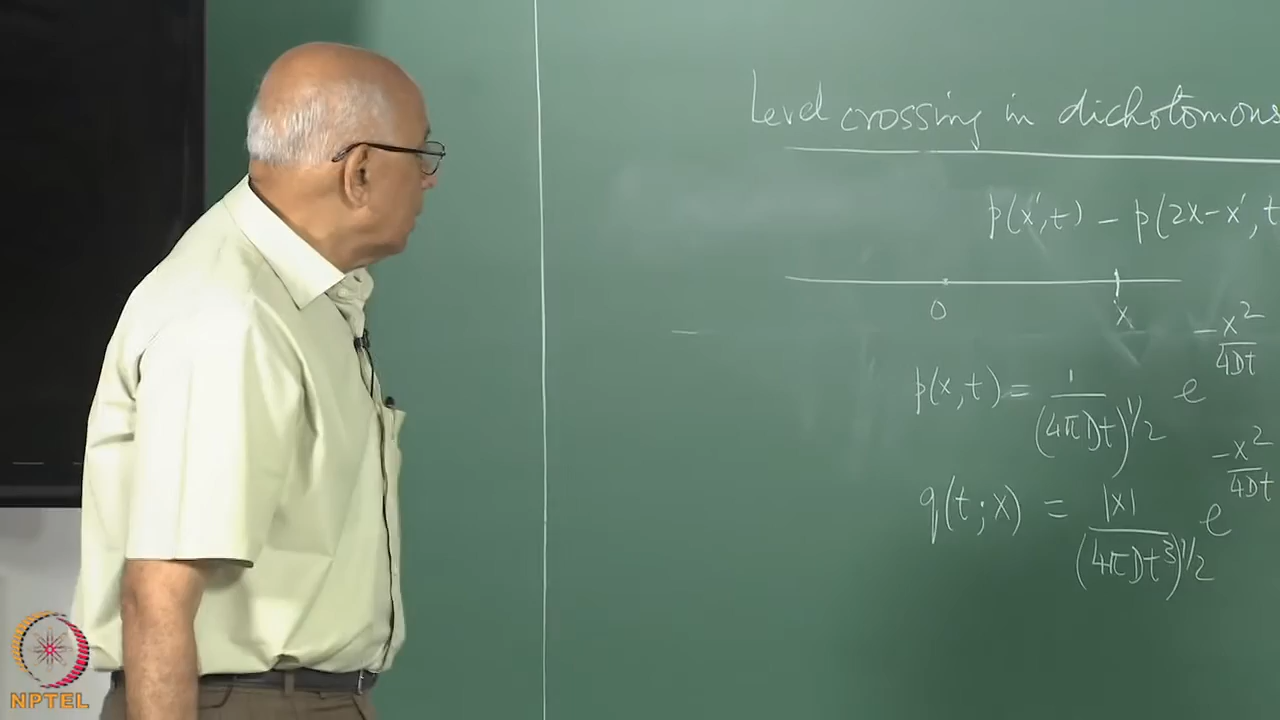 Level crossing in dichotomous
p(x',t) - p(2x-x', t
0 x
p(x,t) = 1/(4πDt)^1/2 e^-x²/4Dt
q(t;x) = |x|/(4πDt³)^1/2 e^-x²/4Dt
NPTEL